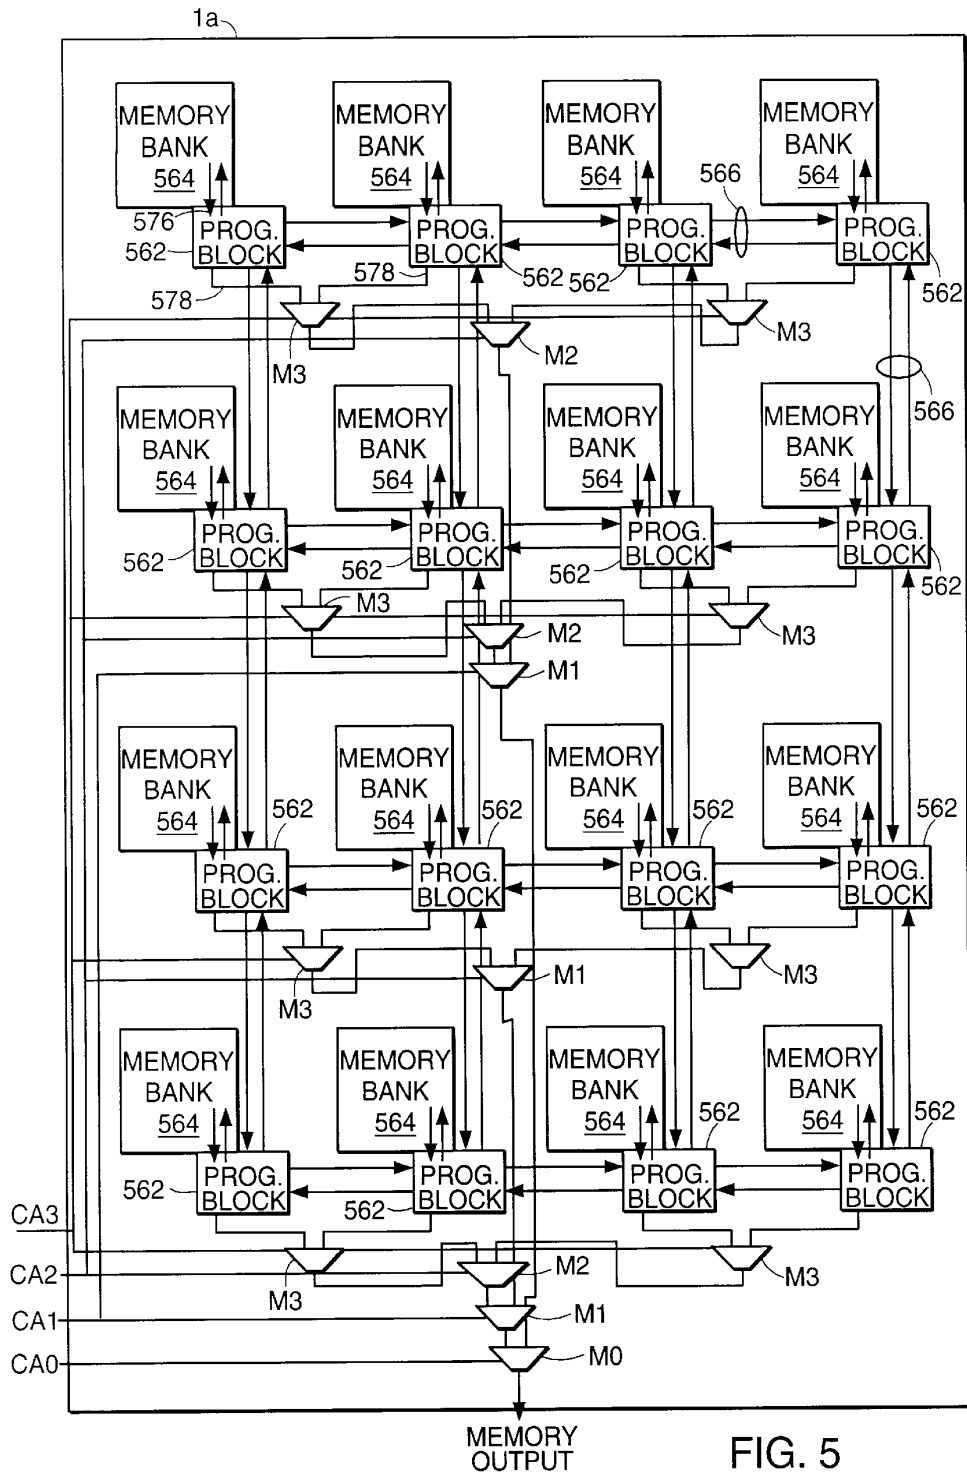 1a
MEMORY BANK 564
MEMORY BANK 564
MEMORY BANK 564
MEMORY BANK 564
566
576
PROG. BLOCK
PROG. BLOCK
PROG. BLOCK
PROG. BLOCK
562
578
578
562
562
562
M3
M2
M3
566
MEMORY BANK 564
MEMORY BANK 564
MEMORY BANK 564
MEMORY BANK 564
PROG. BLOCK
PROG. BLOCK
PROG. BLOCK
PROG. BLOCK
562
562
562
562
M3
M2
M3
M1
MEMORY BANK 564
MEMORY BANK 564
MEMORY BANK 564
MEMORY BANK 564
562
562
562
562
PROG. BLOCK
PROG. BLOCK
PROG. BLOCK
PROG. BLOCK
M3
M1
M3
MEMORY BANK 564
MEMORY BANK 564
MEMORY BANK 564
MEMORY BANK 564
562
562
PROG. BLOCK
PROG. BLOCK
PROG. BLOCK
PROG. BLOCK
562
562
CA3
CA2
M3
M2
M3
CA1
M1
CA0
M0
MEMORY
OUTPUT
FIG. 5